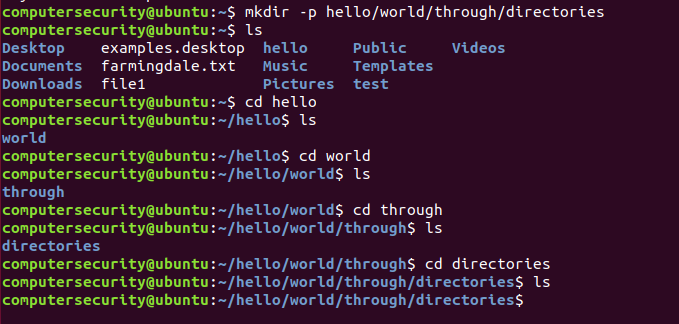 computersecurity@ubuntu:~$ mkdir -p hello/world/through/directories
computersecurity@ubuntu:~$ ls
Desktop examples.desktop hello Public Videos
Documents farmingdale.txt Music Templates
Downloads file1 Pictures test
computersecurity@ubuntu:~$ cd hello
computersecurity@ubuntu:~/hello$ ls
world
computersecurity@ubuntu:~/hello$ cd world
computersecurity@ubuntu:~/hello/world$ ls
through
computersecurity@ubuntu:~/hello/world$ cd through
computersecurity@ubuntu:~/hello/world/through$ ls
directories
computersecurity@ubuntu:~/hello/world/through$ cd directories
computersecurity@ubuntu:~/hello/world/through/directories$ ls
computersecurity@ubuntu:~/hello/world/through/directories$